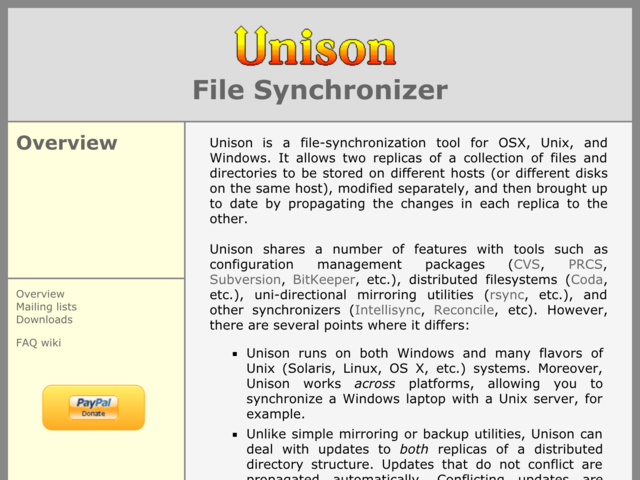 Unison
File Synchronizer
Overview
Overview
Mailing lists
Downloads
FAQ wiki
PayPal
Donate
Unison is a file-synchronization tool for OSX, Unix, and
Windows. It allows two replicas of a collection of files and
directories to be stored on different hosts (or different disks
on the same host), modified separately, and then brought up
to date by propagating the changes in each replica to the
other.
Unison shares a number of features with tools such as
configuration management packages (CVS, PRCS,
Subversion, BitKeeper, etc.), distributed filesystems (Coda,
etc.), uni-directional mirroring utilities (rsync, etc.), and
other synchronizers (Intellisync, Reconcile, etc). However,
there are several points where it differs:
Unison runs on both Windows and many flavors of
Unix (Solaris, Linux, OS X, etc.) systems. Moreover,
Unison works across platforms, allowing you to
synchronize a Windows laptop with a Unix server, for
example.
Unlike simple mirroring or backup utilities, Unison can
deal with updates to both replicas of a distributed
directory structure. Updates that do not conflict are
propagated automatically. Conflicting updates are